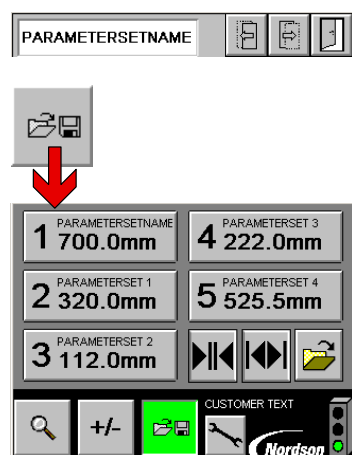 PARAMETERSETNAME
1 PARAMETERSETNAME 700.0mm
4 PARAMETERSET 3 222.0mm
2 PARAMETERSET 1 320.0mm
5 PARAMETERSET 4 525.5mm
3 PARAMETERSET 2 112.0mm
+/-
CUSTOMER TEXT
Nordson